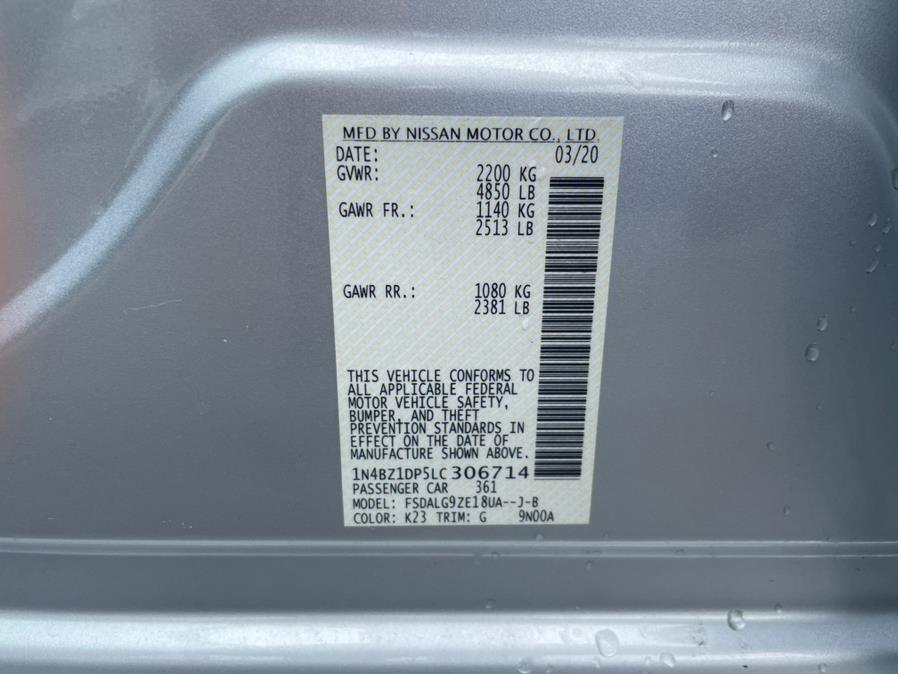 MFD BY NISSAN MOTOR CO., LTD.
DATE: 03/20
GVWR: 2200 KG
4850 LB
GAWR FR.: 1140 KG
2513 LB
GAWR RR.: 1080 KG
2381 LB
THIS VEHICLE CONFORMS TO
ALL APPLICABLE FEDERAL
MOTOR VEHICLE SAFETY,
BUMPER, AND THEFT
PREVENTION STANDARDS IN
EFFECT ON THE DATE OF
MANUFACTURE SHOWN ABOVE.
1N4BZ1DP5LC306714
PASSENGER CAR 361
MODEL: FSDALG9ZE18UA--J-B
COLOR: K23 TRIM: G 9N00A